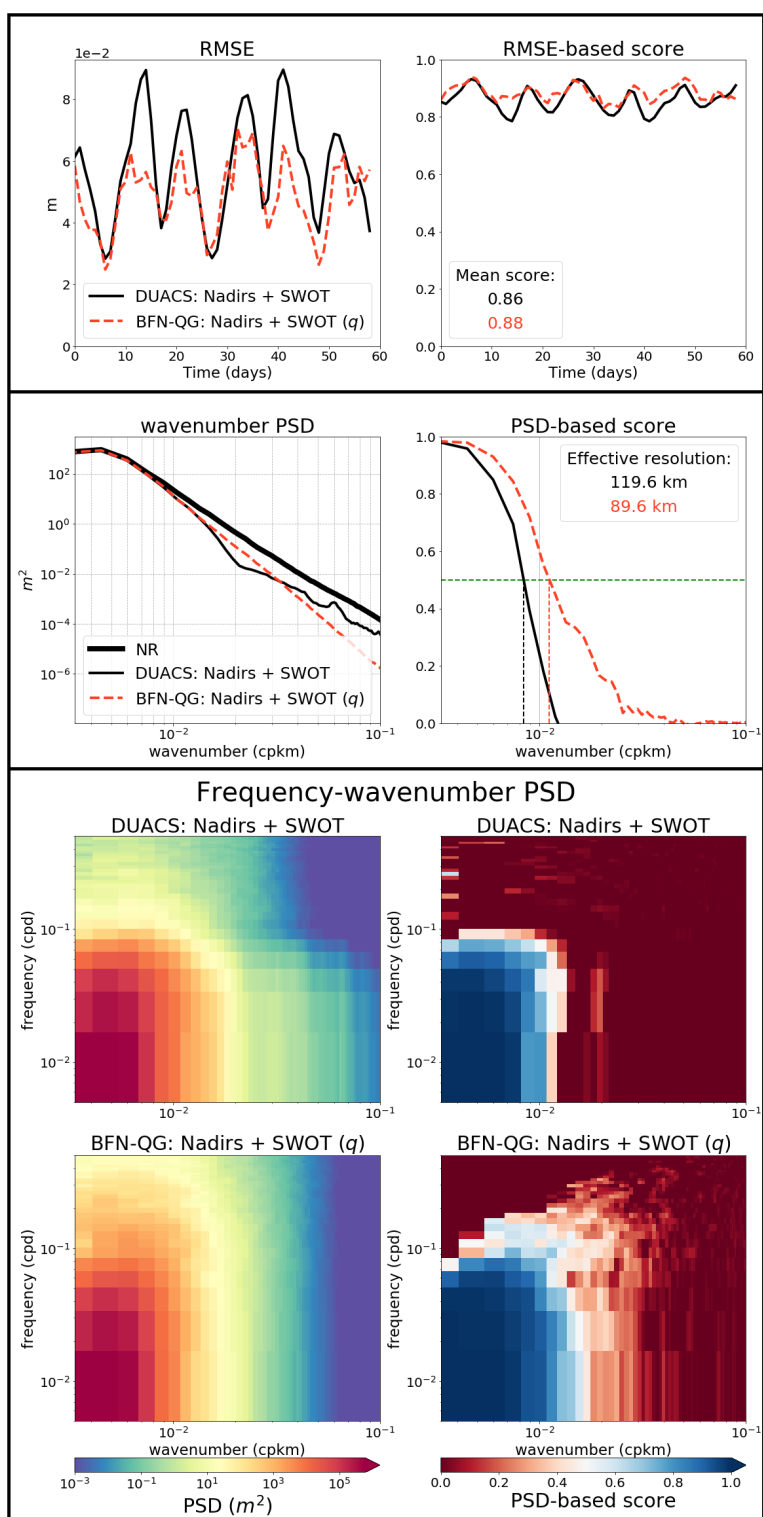 RMSE
1e−2
8
6
4
2
0
m
0 10 20 30 40 50 60
Time (days)
DUACS: Nadirs + SWOT
BFN-QG: Nadirs + SWOT (q)
RMSE-based score
1.0
0.8
0.6
0.4
0.2
0.0
Mean score:
0.86
0.88
0 10 20 30 40 50 60
Time (days)
wavenumber PSD
10²
10⁰
10⁻²
10⁻⁴
10⁻⁶
m²
NR
DUACS: Nadirs + SWOT
BFN-QG: Nadirs + SWOT (q)
10⁻² 10⁻¹
wavenumber (cpkm)
PSD-based score
1.0
0.8
0.6
0.4
0.2
0.0
Effective resolution:
119.6 km
89.6 km
10⁻² 10⁻¹
wavenumber (cpkm)
Frequency-wavenumber PSD
DUACS: Nadirs + SWOT
frequency (cpd)
10⁻¹
10⁻²
10⁻² 10⁻¹
DUACS: Nadirs + SWOT
frequency (cpd)
10⁻¹
10⁻²
10⁻² 10⁻¹
BFN-QG: Nadirs + SWOT (q)
frequency (cpd)
10⁻¹
10⁻²
10⁻² 10⁻¹
wavenumber (cpkm)
10⁻³ 10⁻¹ 10¹ 10³ 10⁵
PSD (m²)
BFN-QG: Nadirs + SWOT (q)
frequency (cpd)
10⁻¹
10⁻²
10⁻² 10⁻¹
wavenumber (cpkm)
0.0 0.2 0.4 0.6 0.8 1.0
PSD-based score